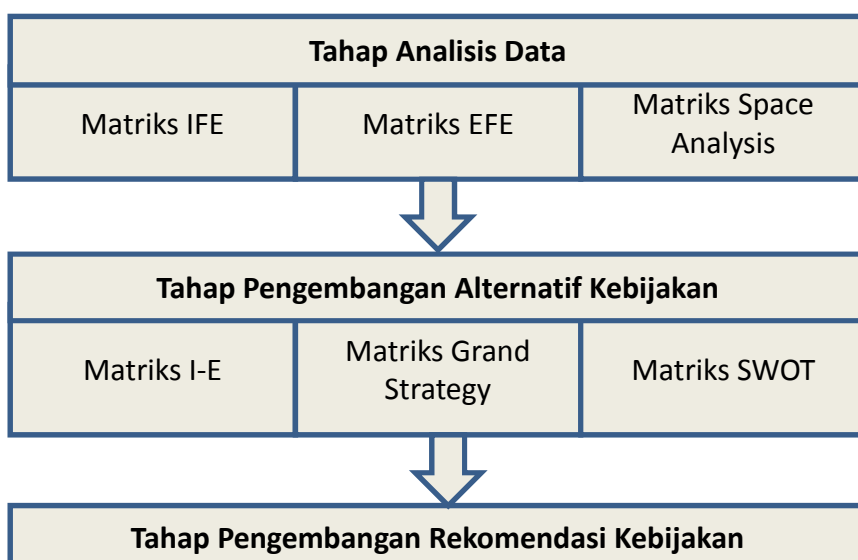 Tahap Analisis Data
Matriks IFE
Matriks EFE
Matriks Space
Analysis
Tahap Pengembangan Alternatif Kebijakan
Matriks I-E
Matriks Grand
Strategy
Matriks SWOT
Tahap Pengembangan Rekomendasi Kebijakan